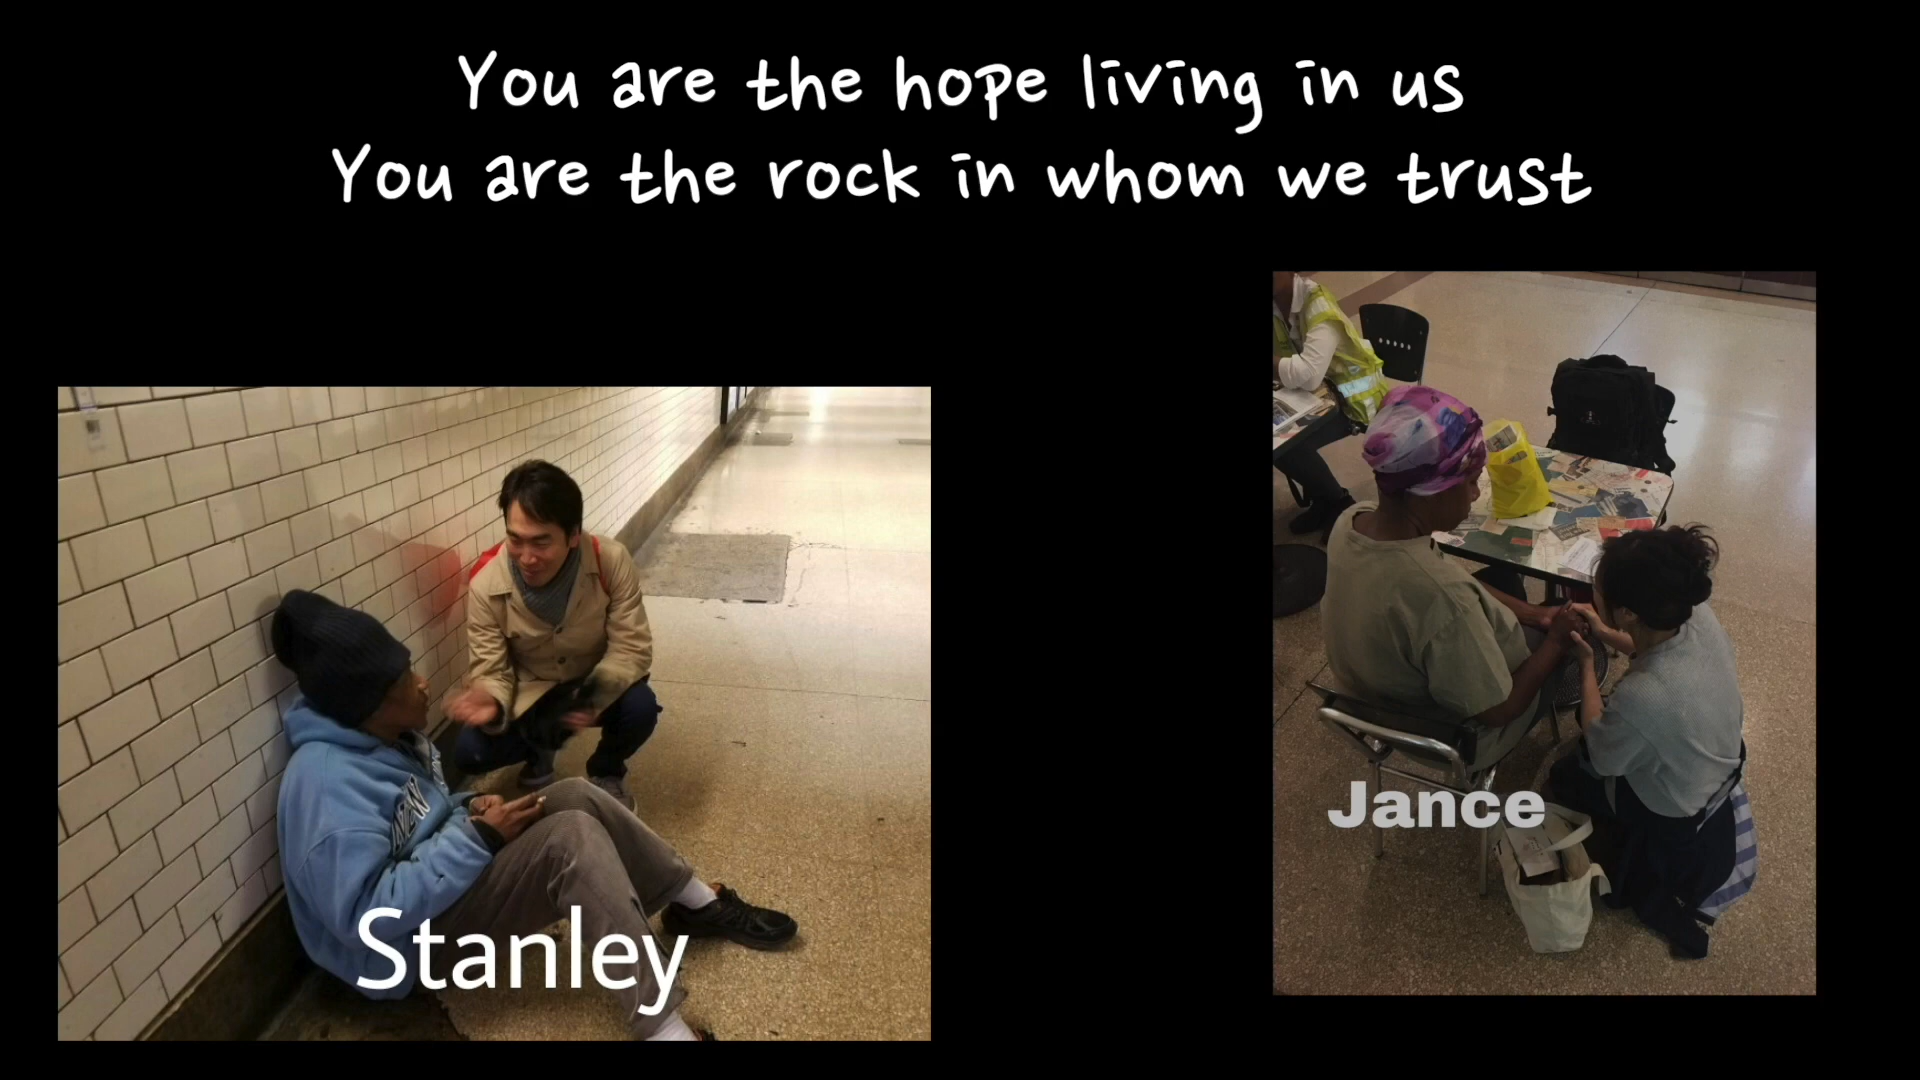 You are the hope living in us
You are the rock in whom we trust
Jance
Stanley